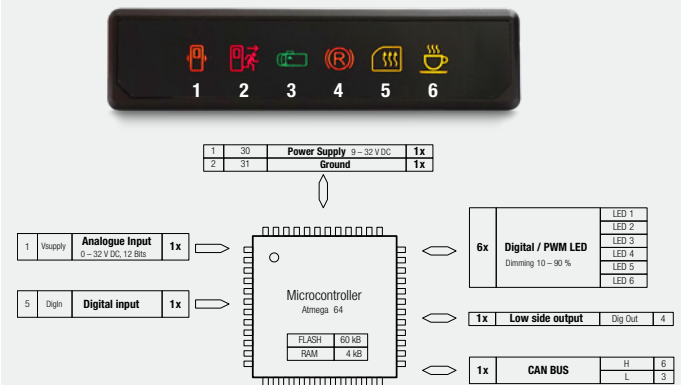 R
1 2 3 4 5 6
1 30 Power Supply 9 – 32 V DC 1x
2 31 Ground 1x
1 Vsupply Analogue Input 0 – 32 V DC, 12 Bits 1x
5 DigIn Digital input 1x
Microcontroller
Atmega 64
FLASH 60 kB
RAM 4 kB
6x Digital / PWM LED
Dimming 10 – 90 %
LED 1
LED 2
LED 3
LED 4
LED 5
LED 6
1x Low side output Dig Out 4
1x CAN BUS
H 6
L 3